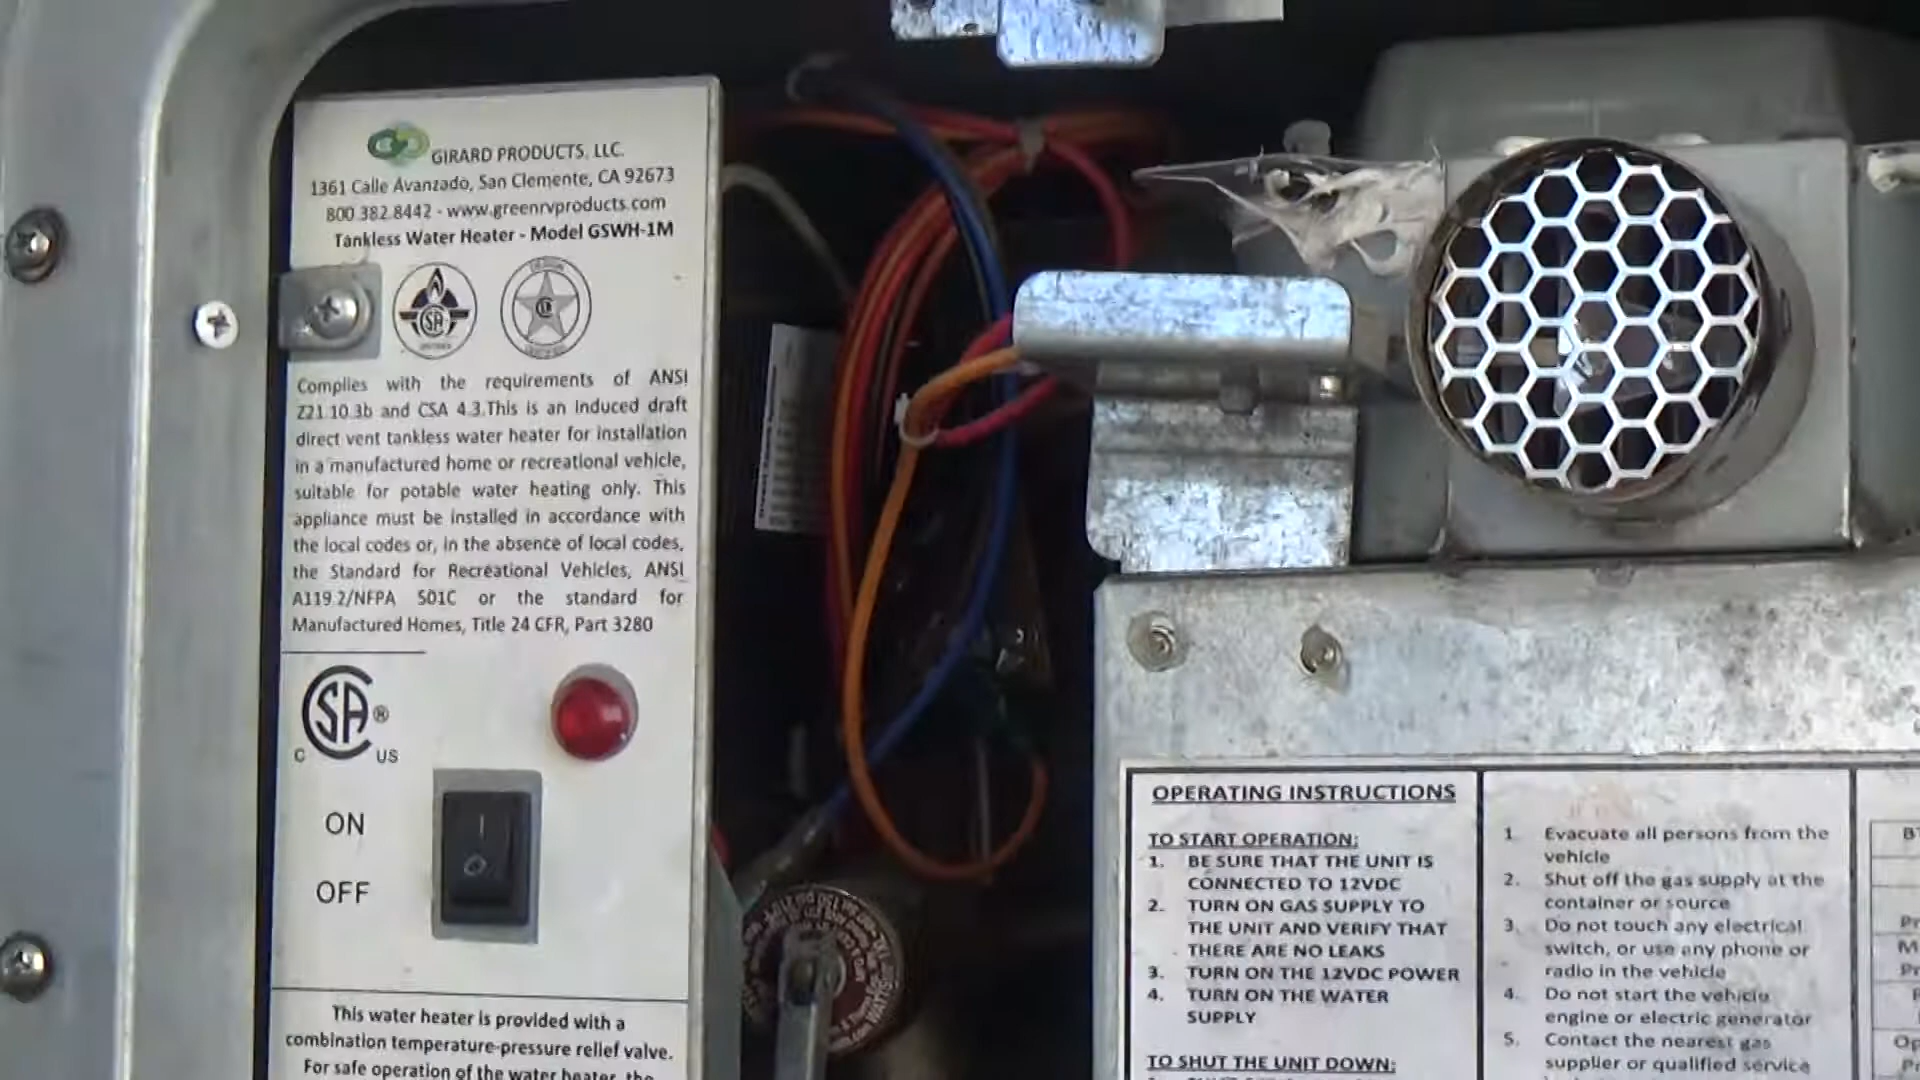 GIRARD PRODUCTS, LLC.
1361 Calle Avanzado, San Clemente, CA 92673
800.382.8442 - www.greenrvproducts.com
Tankless Water Heater - Model GSWH-1M
Complies with the requirements of ANSI
Z21.10.3b and CSA 4.3.This is an induced draft
direct vent tankless water heater for installation
in a manufactured home or recreational vehicle,
suitable for potable water heating only. This
appliance must be installed in accordance with
the local codes or, in the absence of local codes,
the Standard for Recreational Vehicles, ANSI
A119.2/NFPA 501C or the standard for
Manufactured Homes, Title 24 CFR, Part 3280
CSA®
C US
ON
OFF
This water heater is provided with a
combination temperature-pressure relief valve.
For safe operation of the water heater, the
OPERATING INSTRUCTIONS
TO START OPERATION:
1. BE SURE THAT THE UNIT IS
CONNECTED TO 12VDC
2. TURN ON GAS SUPPLY TO
THE UNIT AND VERIFY THAT
THERE ARE NO LEAKS
3. TURN ON THE 12VDC POWER
4. TURN ON THE WATER
SUPPLY
TO SHUT THE UNIT DOWN:
1. Evacuate all persons from the
vehicle
2. Shut off the gas supply at the
container or source
3. Do not touch any electrical
switch, or use any phone or
radio in the vehicle
4. Do not start the vehicle
engine or electric generator
5. Contact the nearest gas
supplier or qualified service